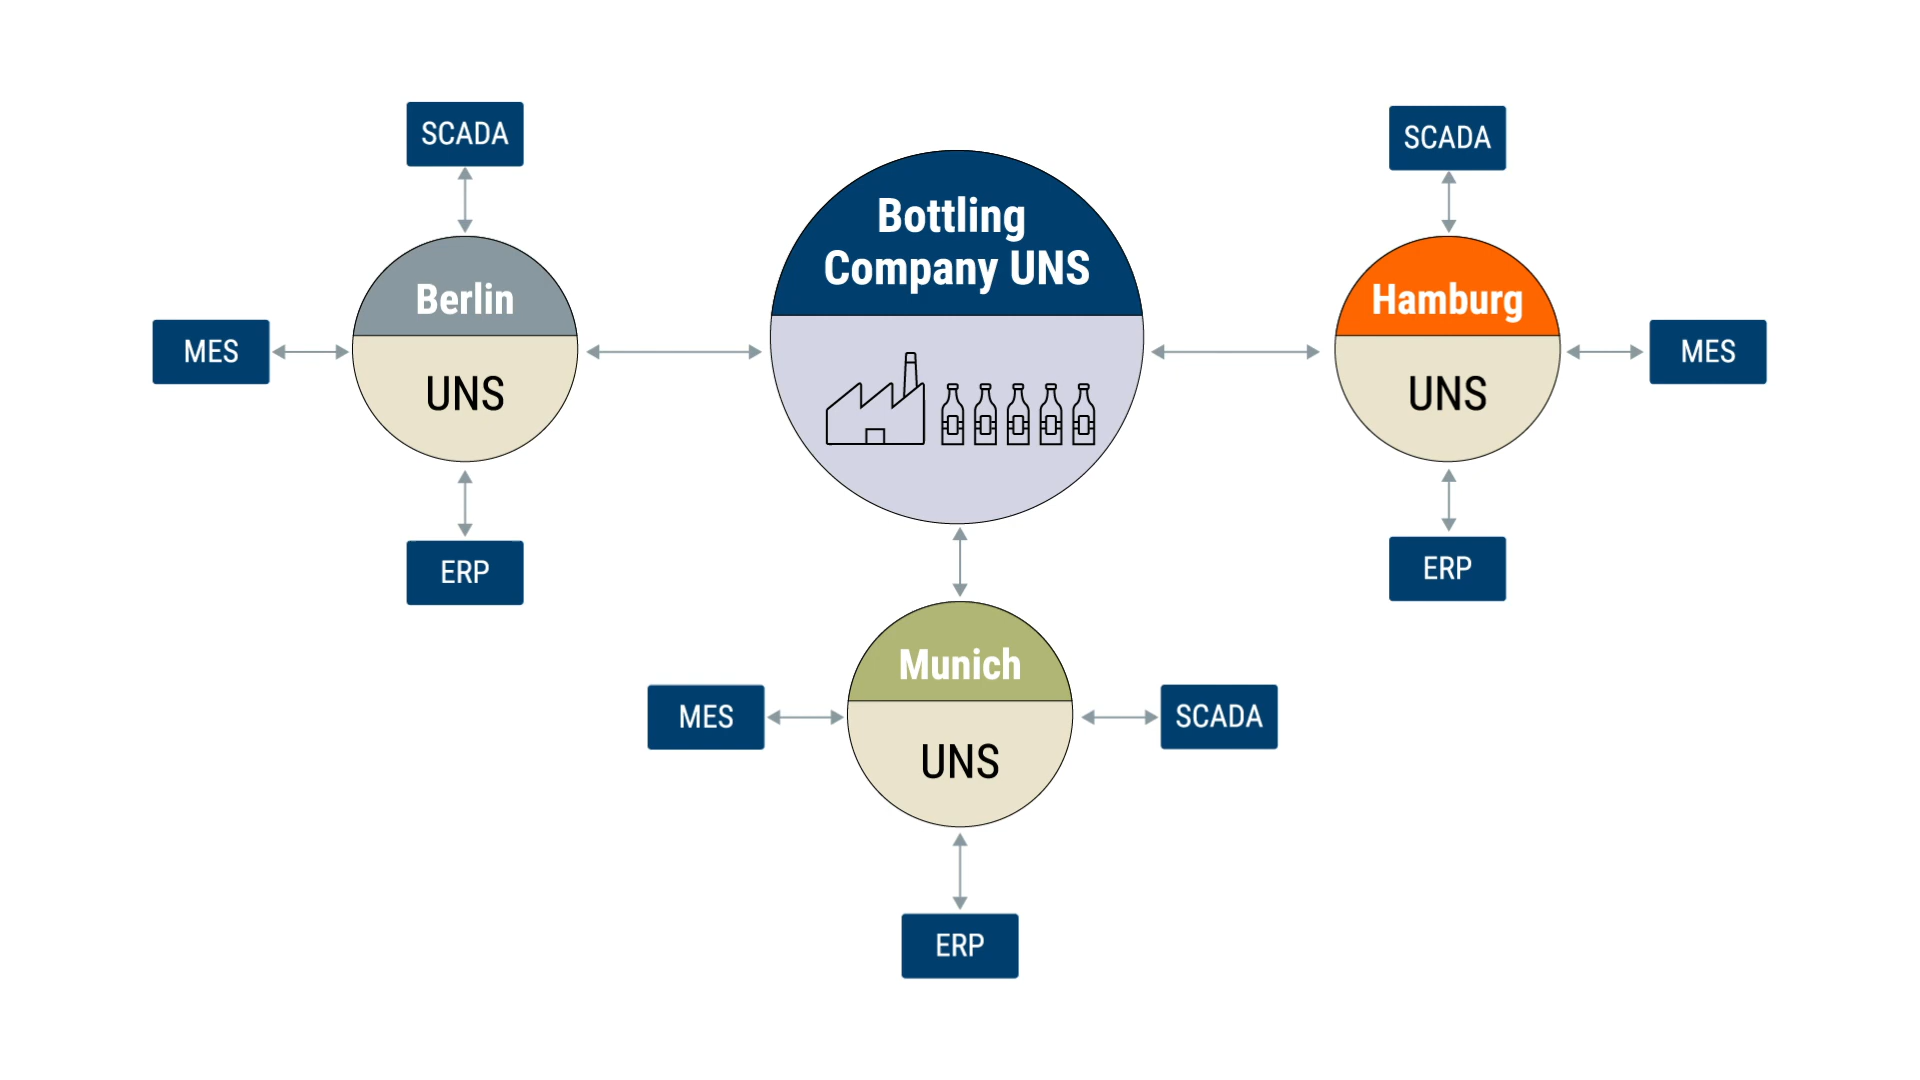 SCADA
SCADA
Bottling
Company UNS
Berlin
Hamburg
MES
MES
UNS
UNS
ERP
ERP
Munich
MES
SCADA
UNS
ERP